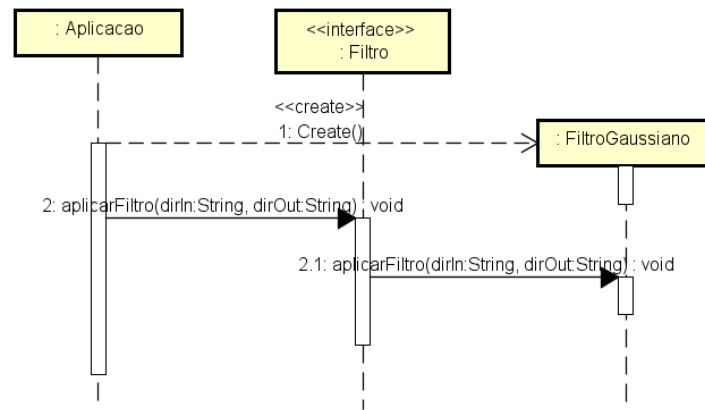 : Aplicacao
<<interface>>
: Filtro
<<create>>
1: Create()
: FiltroGaussiano
2: aplicarFiltro(dirIn:String, dirOut:String) : void
2.1: aplicarFiltro(dirIn:String, dirOut:String) : void